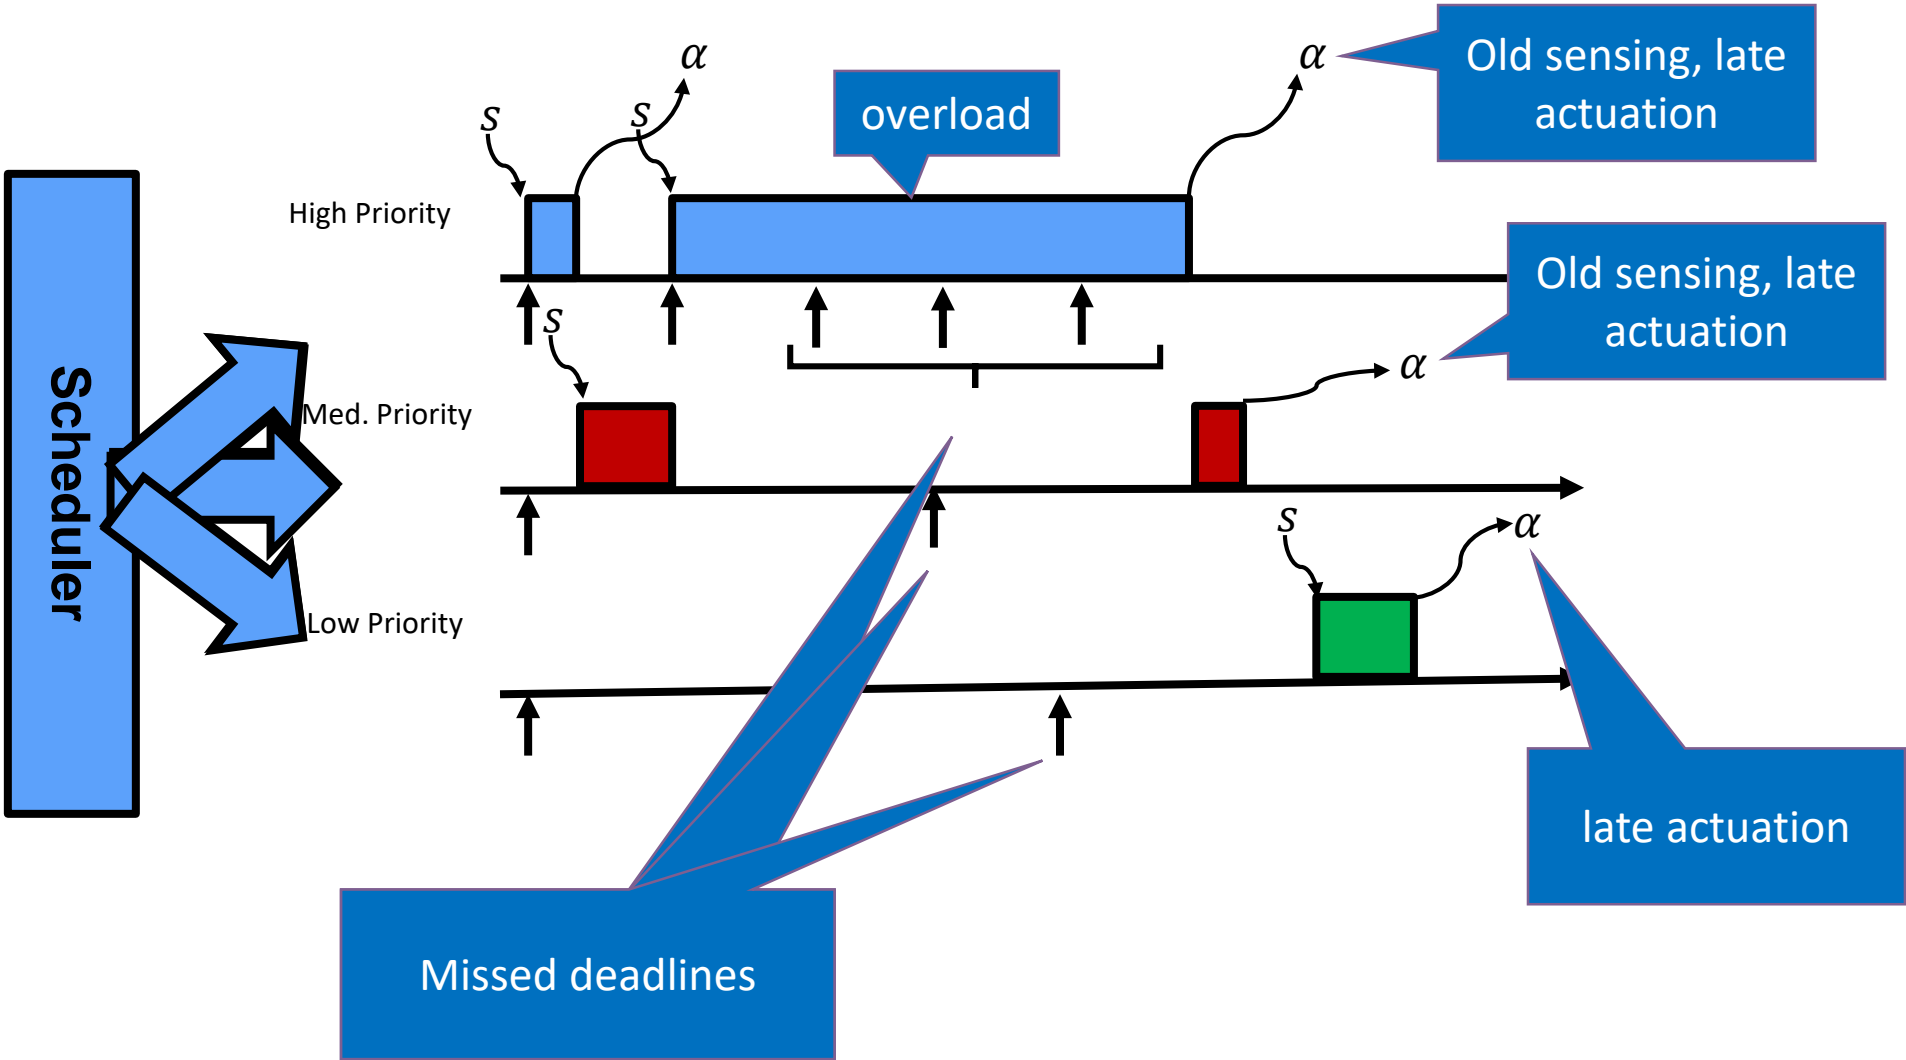 α
α
Old sensing, late
actuation
s
s
overload
High Priority
Old sensing, late
actuation
s
α
Scheduler
Med. Priority
s
α
Low Priority
late actuation
Missed deadlines